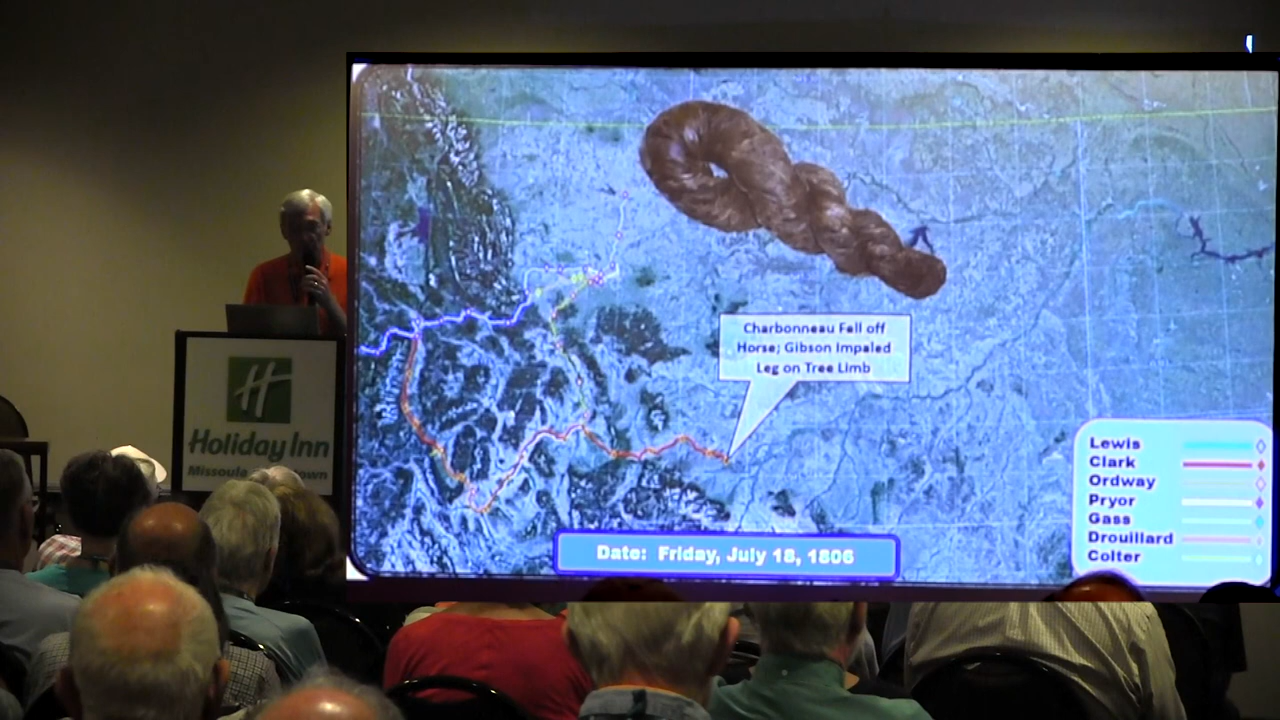 Charbonneau Fell off
Horse; Gibson Impaled
Leg on Tree Limb
Holiday Inn
Missoula
Lewis
Clark
Ordway
Pryor
Gass
Drouillard
Colter
Date: Friday, July 18, 1806